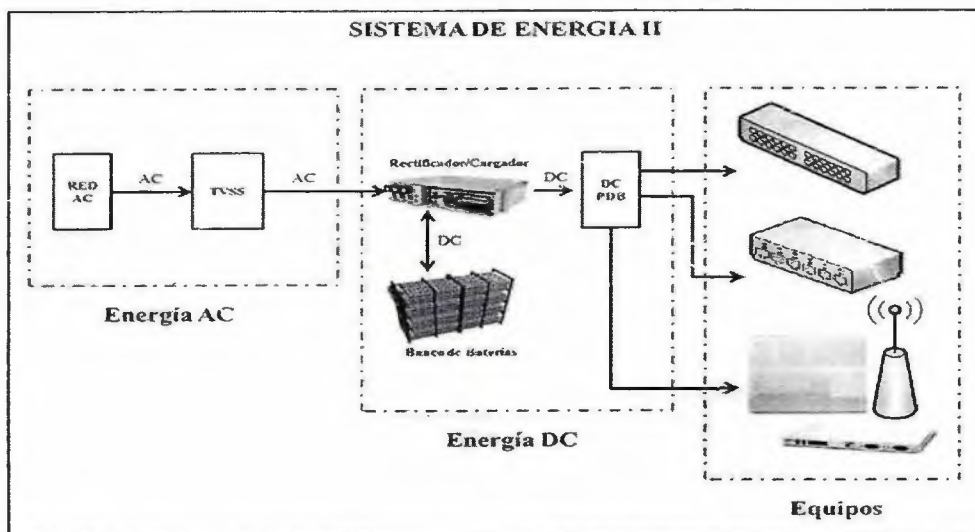 SISTEMA DE ENERGIA II
RED
AC
AC
TVSS
AC
Energía AC
Rectificador/Cargador
DC
DC
Banco de Baterías
DC
PDB
Energía DC
Equipos